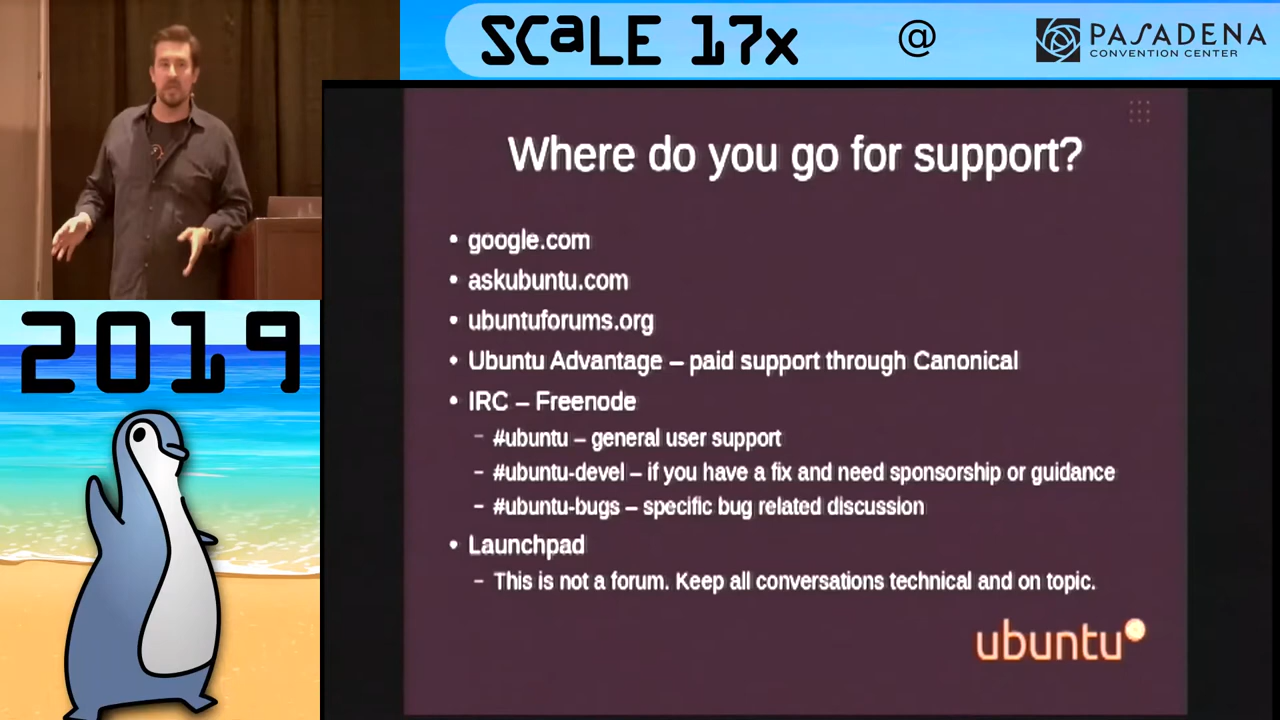 SCaLE 17x
@
PASADENA
CONVENTION CENTER
2019
Where do you go for support?
• google.com
• askubuntu.com
• ubuntuforums.org
• Ubuntu Advantage – paid support through Canonical
• IRC – Freenode
– #ubuntu – general user support
– #ubuntu-devel – if you have a fix and need sponsorship or guidance
– #ubuntu-bugs – specific bug related discussion
• Launchpad
– This is not a forum. Keep all conversations technical and on topic.
ubuntu